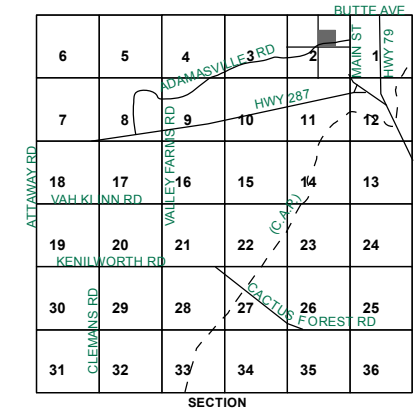 BUTTE AVE
6 5 4 3 2 1
MAIN ST
HWY 79
ADAMASVILLE RD
HWY 287
7 8 9 10 11 12
ATTAWAY RD
VALLEY FARMS RD
18 17 16 15 14 13
VAH KI INN RD
(C.A.P.)
19 20 21 22 23 24
KENILWORTH RD
30 29 28 27 26 25
CLEMANS RD
CACTUS FOREST RD
31 32 33 34 35 36
SECTION